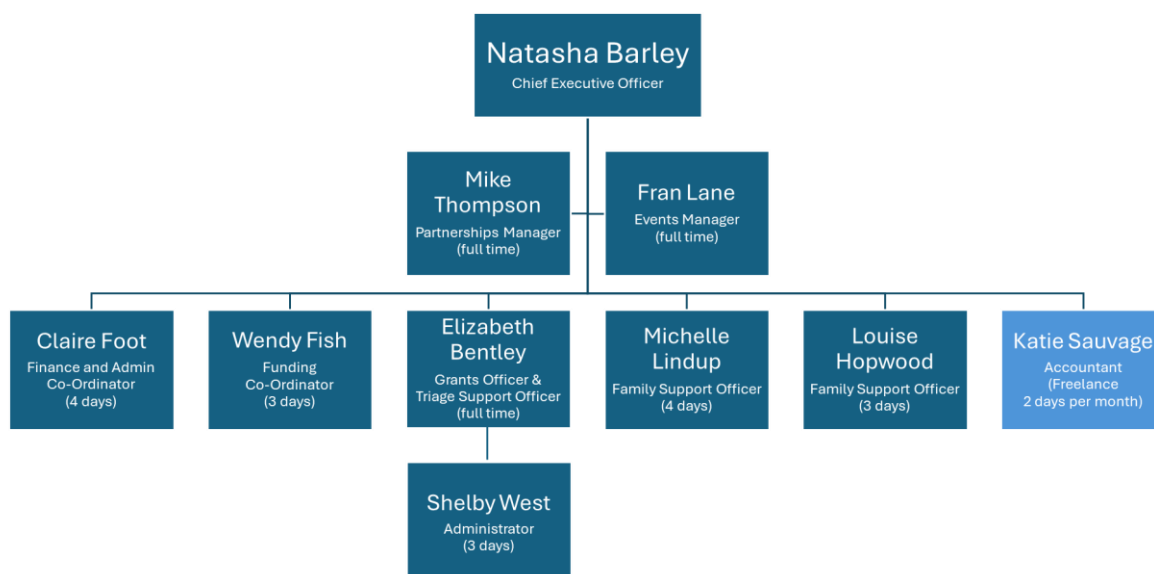 Natasha Barley
Chief Executive Officer
Mike
Thompson
Partnerships Manager
(full time)
Fran Lane
Events Manager
(full time)
Claire Foot
Finance and Admin
Co-Ordinator
(4 days)
Wendy Fish
Funding
Co-Ordinator
(3 days)
Elizabeth
Bentley
Grants Officer &
Triage Support Officer
(full time)
Michelle
Lindup
Family Support Officer
(4 days)
Louise
Hopwood
Family Support Officer
(3 days)
Katie Sauvage
Accountant
(Freelance
2 days per month)
Shelby West
Administrator
(3 days)